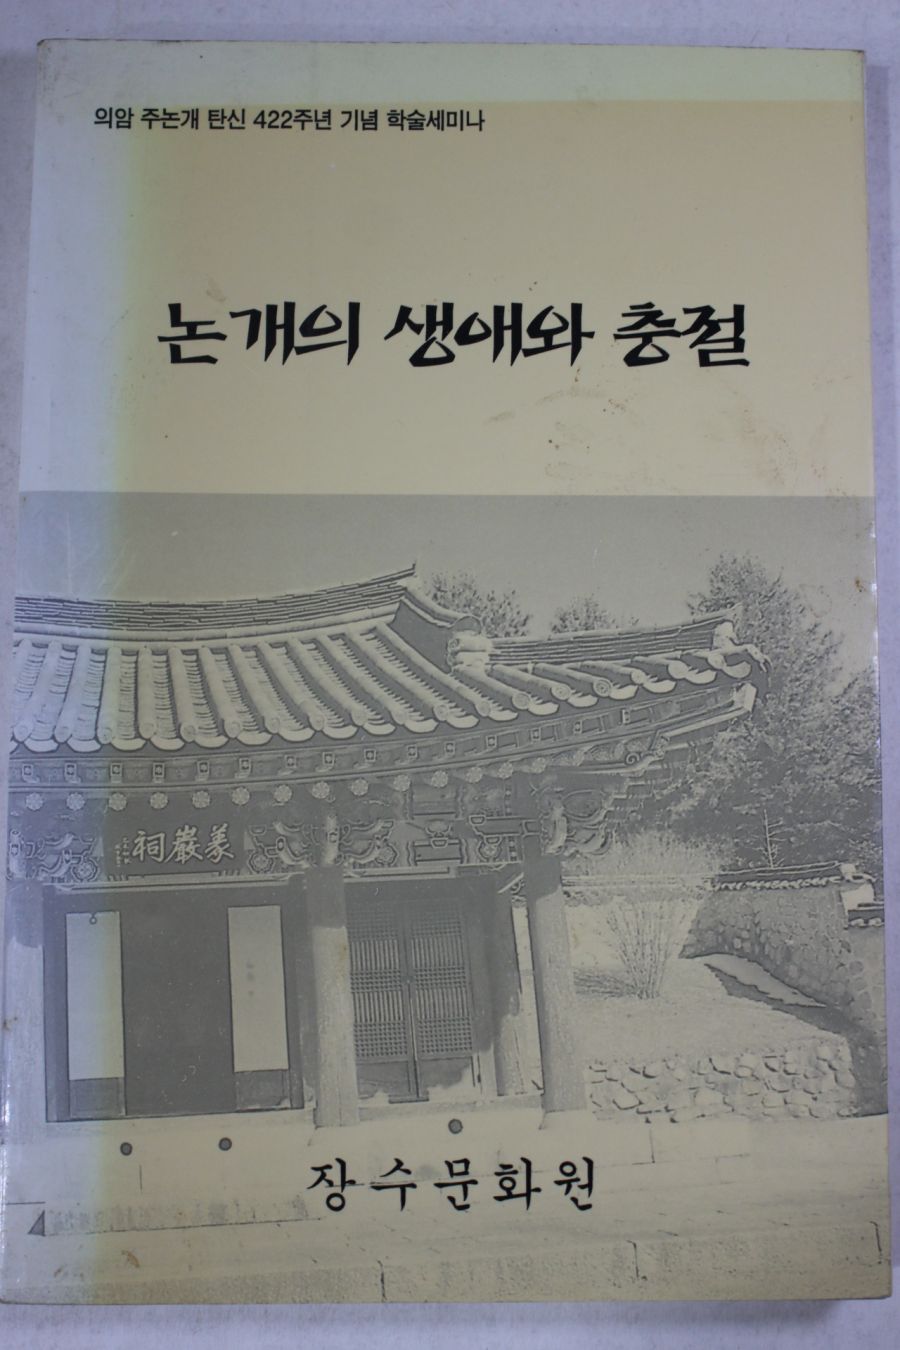 의암 주논개 탄신 422주년 기념 학술세미나
논개의 생애와 충절
祠巖慕
장수문화원